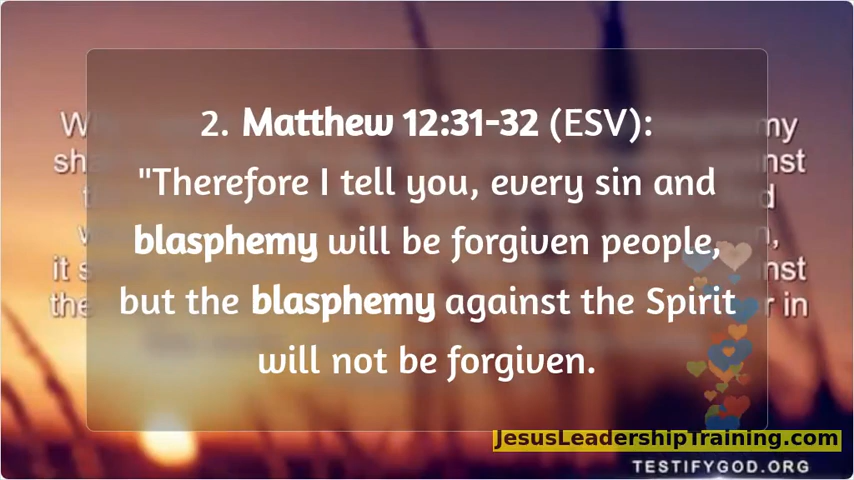 2. Matthew 12:31-32 (ESV):
"Therefore I tell you, every sin and
blasphemy will be forgiven people,
but the blasphemy against the Spirit
will not be forgiven.
JesusLeadershipTraining.com
TESTIFYGOD.ORG